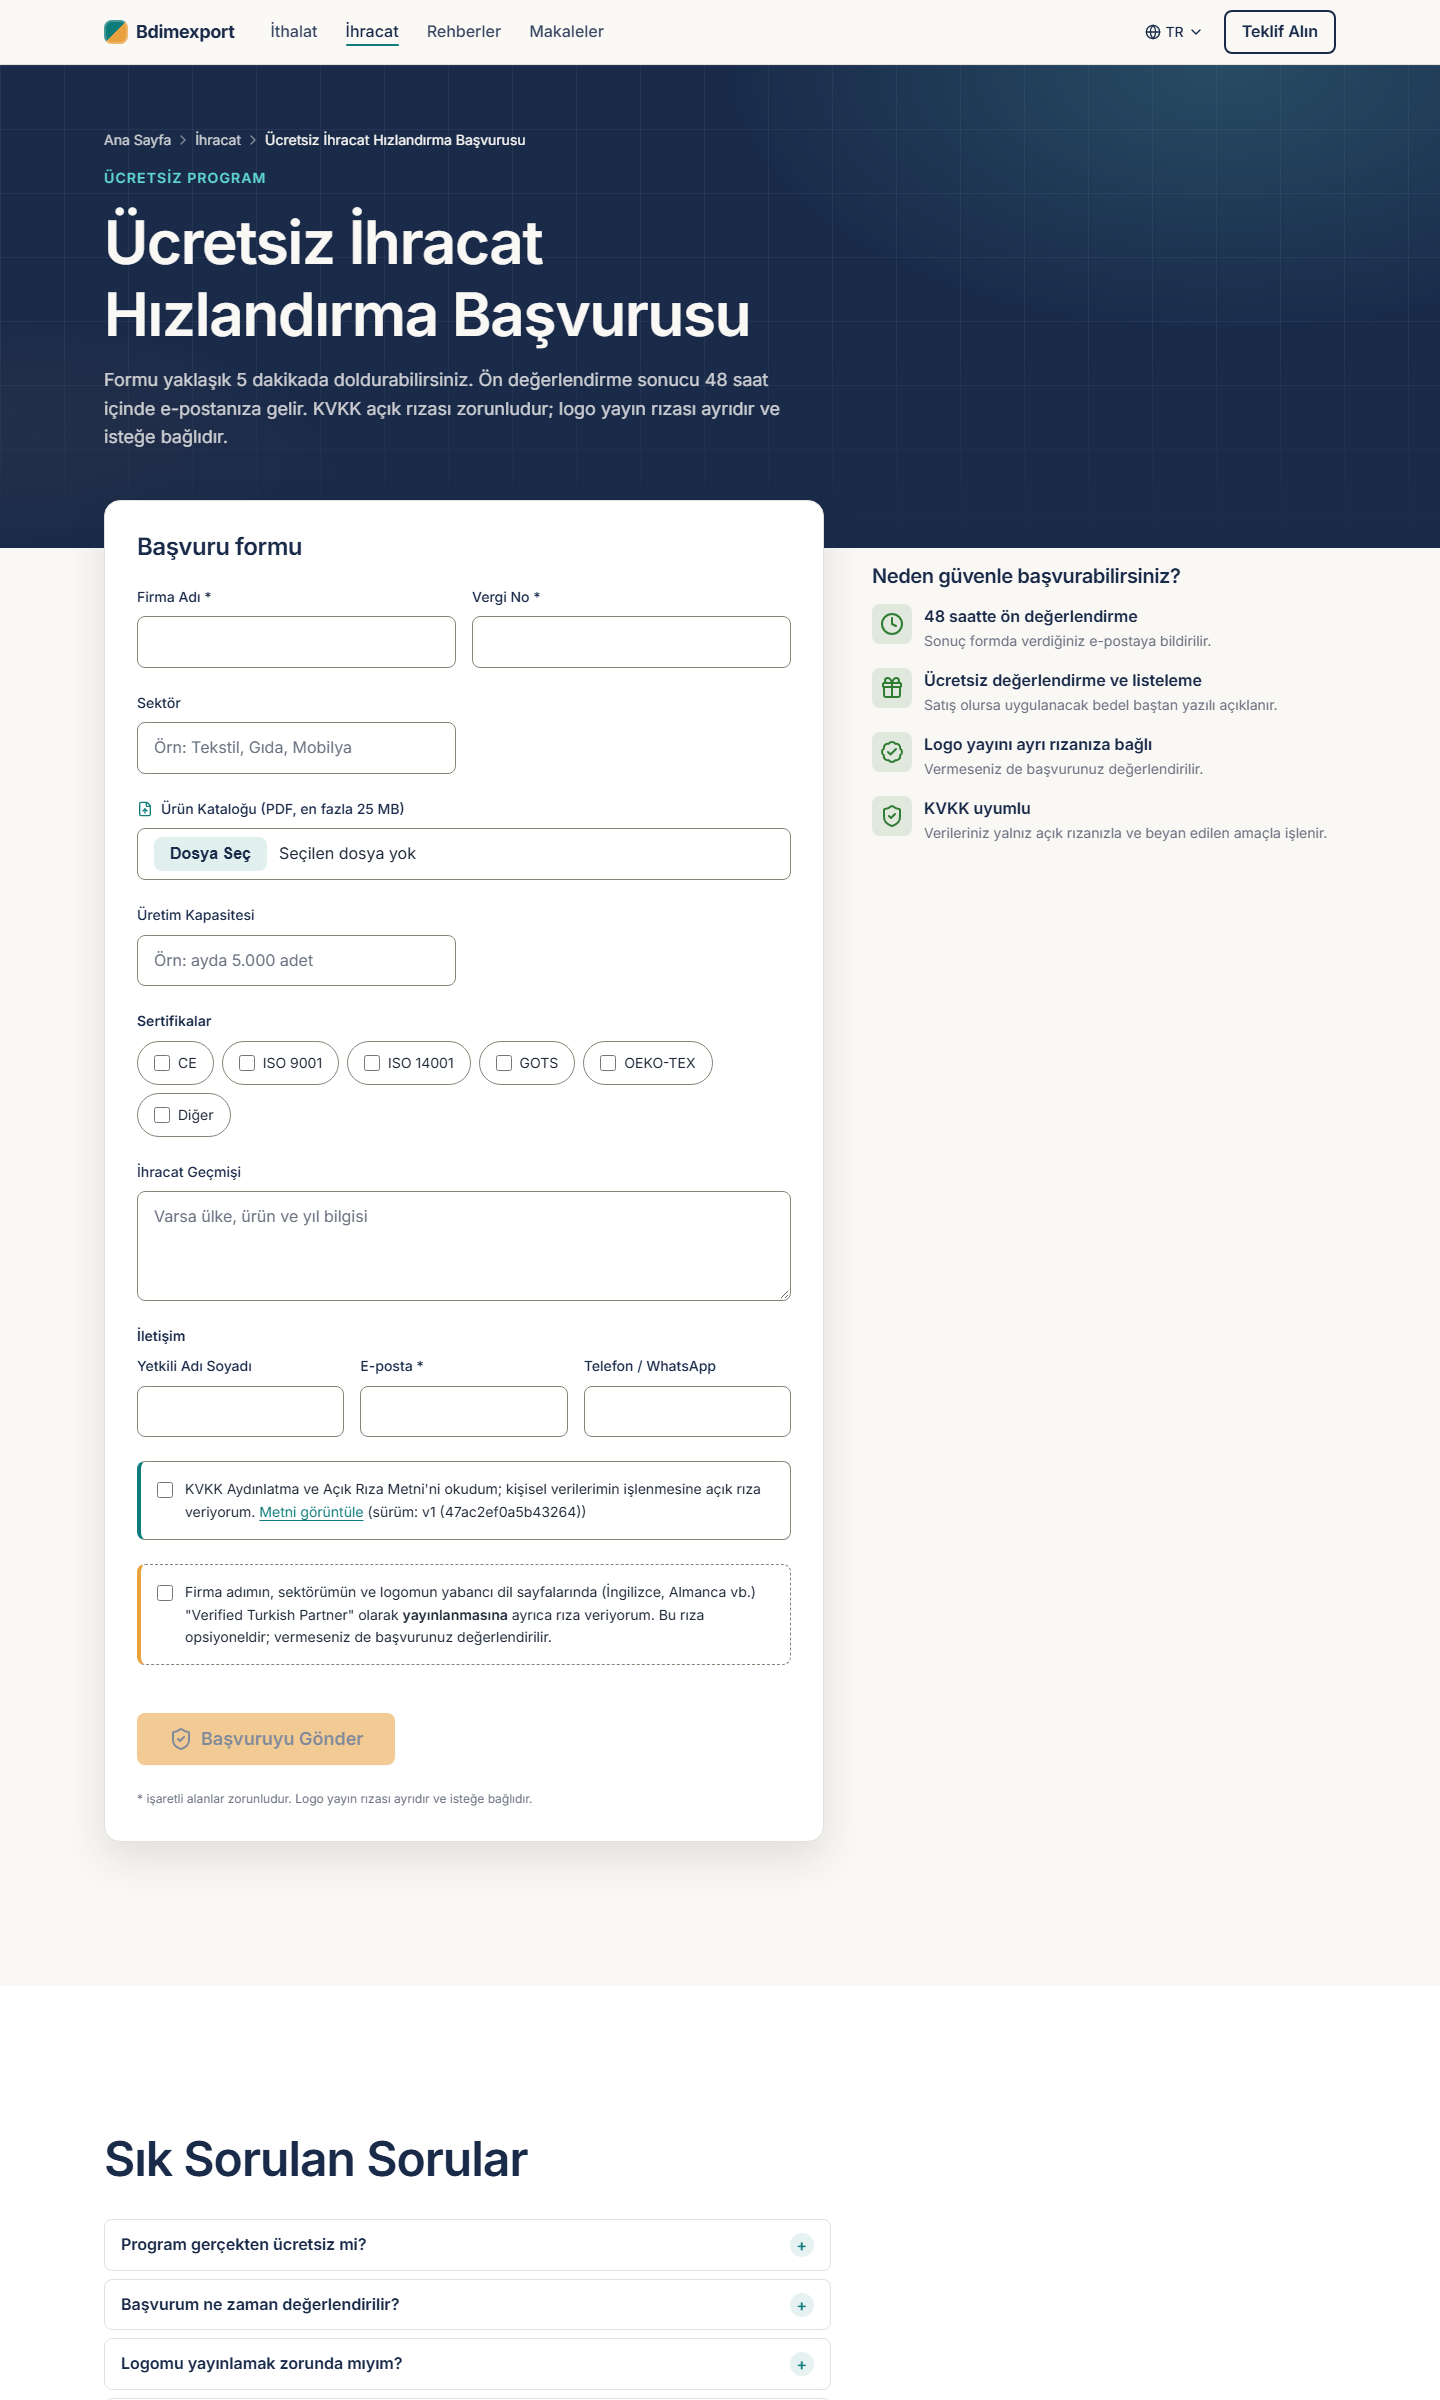 Bdimexport
İthalat
İhracat
Rehberler
Makaleler
TR
Teklif Alın
Ana Sayfa > İhracat > Ücretsiz İhracat Hızlandırma Başvurusu
ÜCRETSİZ PROGRAM
Ücretsiz İhracat
Hızlandırma Başvurusu
Formu yaklaşık 5 dakikada doldurabilirsiniz. Ön değerlendirme sonucu 48 saat
içinde e-postanıza gelir. KVKK açık rızası zorunludur; logo yayın rızası ayrıdır ve
isteğe bağlıdır.
Başvuru formu
Firma Adı *
Vergi No *
Sektör
Örn: Tekstil, Gıda, Mobilya
Ürün Kataloğu (PDF, en fazla 25 MB)
Dosya Seç
Seçilen dosya yok
Üretim Kapasitesi
Örn: ayda 5.000 adet
Sertifikalar
CE
ISO 9001
ISO 14001
GOTS
OEKO-TEX
Diğer
İhracat Geçmişi
Varsa ülke, ürün ve yıl bilgisi
İletişim
Yetkili Adı Soyadı
E-posta *
Telefon / WhatsApp
KVKK Aydınlatma ve Açık Rıza Metni'ni okudum; kişisel verilerimin işlenmesine açık rıza
veriyorum. Metni görüntüle (sürüm: v1 (47ac2ef0a5b43264))
Firma adımın, sektörümün ve logomun yabancı dil sayfalarında (İngilizce, Almanca vb.)
"Verified Turkish Partner" olarak yayınlanmasına ayrıca rıza veriyorum. Bu rıza
opsiyoneldir; vermeseniz de başvurunuz değerlendirilir.
Başvuruyu Gönder
* işaretli alanlar zorunludur. Logo yayın rızası ayrıdır ve isteğe bağlıdır.
Neden güvenle başvurabilirsiniz?
48 saatte ön değerlendirme
Sonuç formda verdiğiniz e-postaya bildirilir.
Ücretsiz değerlendirme ve listeleme
Satış olursa uygulanacak bedel baştan yazılı açıklanır.
Logo yayını ayrı rızanıza bağlı
Vermeseniz de başvurunuz değerlendirilir.
KVKK uyumlu
Verileriniz yalnız açık rızanızla ve beyan edilen amaçla işlenir.
Sık Sorulan Sorular
Program gerçekten ücretsiz mi?
+
Başvurum ne zaman değerlendirilir?
+
Logomu yayınlamak zorunda mıyım?
+